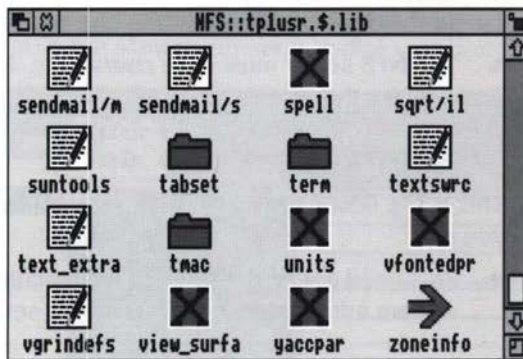 NFS::tplusr.$.lib
sendmail/m sendmail/s spell sqrt/il
suntools tabset term textswrc
text_extra tmac units vfontedpr
vgrindefs view_surfa yaccpar zoneinfo